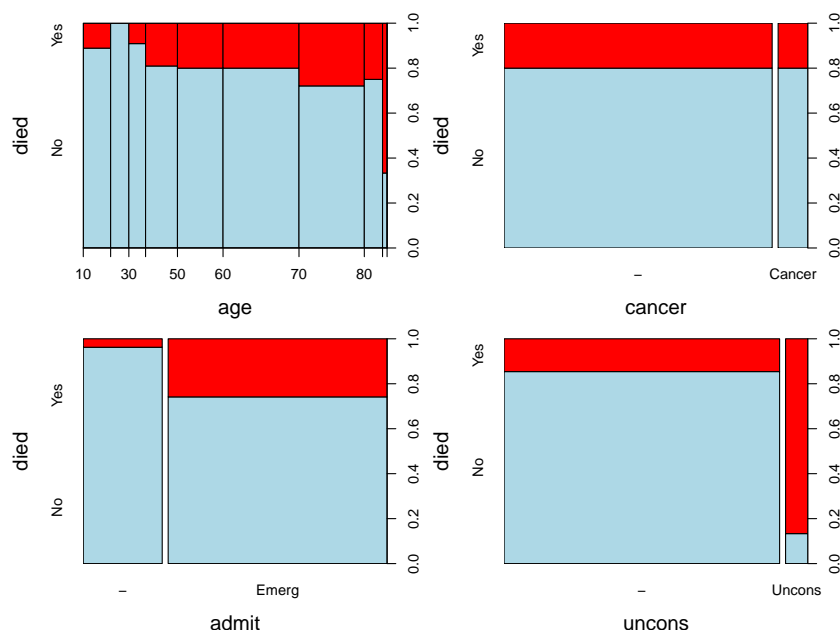 died
Yes
No
0.0 0.2 0.4 0.6 0.8 1.0
10 30 50 60 70 80
age
died
Yes
No
0.0 0.2 0.4 0.6 0.8 1.0
– Cancer
cancer
died
Yes
No
0.0 0.2 0.4 0.6 0.8 1.0
– Emerg
admit
died
Yes
No
0.0 0.2 0.4 0.6 0.8 1.0
– Uncons
uncons